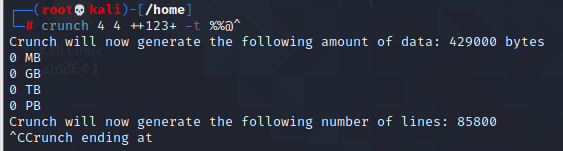 (root💀kali)-[/home]
# crunch 4 4 ++123+ -t %%@^
Crunch will now generate the following amount of data: 429000 bytes
0 MB
0 GB
0 TB
0 PB
Crunch will now generate the following number of lines: 85800
^CCrunch ending at